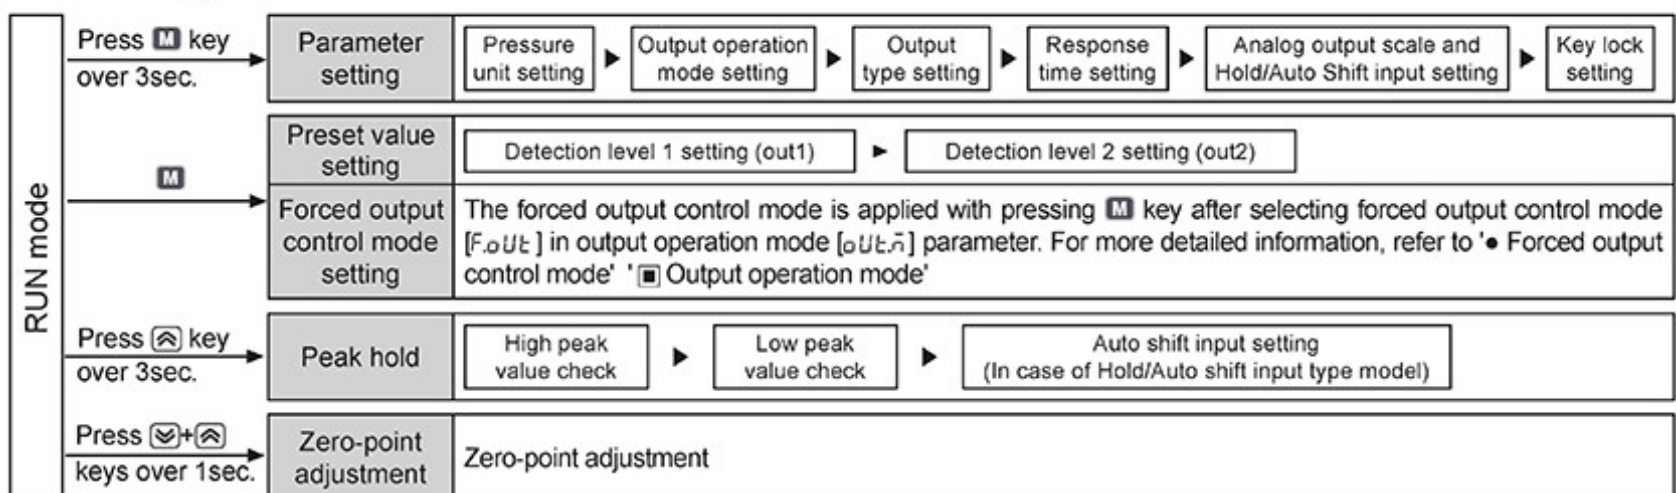 RUN mode
Press M key
over 3sec.
Parameter
setting
Pressure
unit setting
Output operation
mode setting
Output
type setting
Response
time setting
Analog output scale and
Hold/Auto Shift input setting
Key lock
setting
M
Preset value
setting
Detection level 1 setting (out1)
Detection level 2 setting (out2)
Forced output
control mode
setting
The forced output control mode is applied with pressing M key after selecting forced output control mode
[F.oUt] in output operation mode [oUt.n̄] parameter. For more detailed information, refer to '● Forced output
control mode' '▣ Output operation mode'
Press key
over 3sec.
Peak hold
High peak
value check
Low peak
value check
Auto shift input setting
(In case of Hold/Auto shift input type model)
Press +
keys over 1sec.
Zero-point
adjustment
Zero-point adjustment